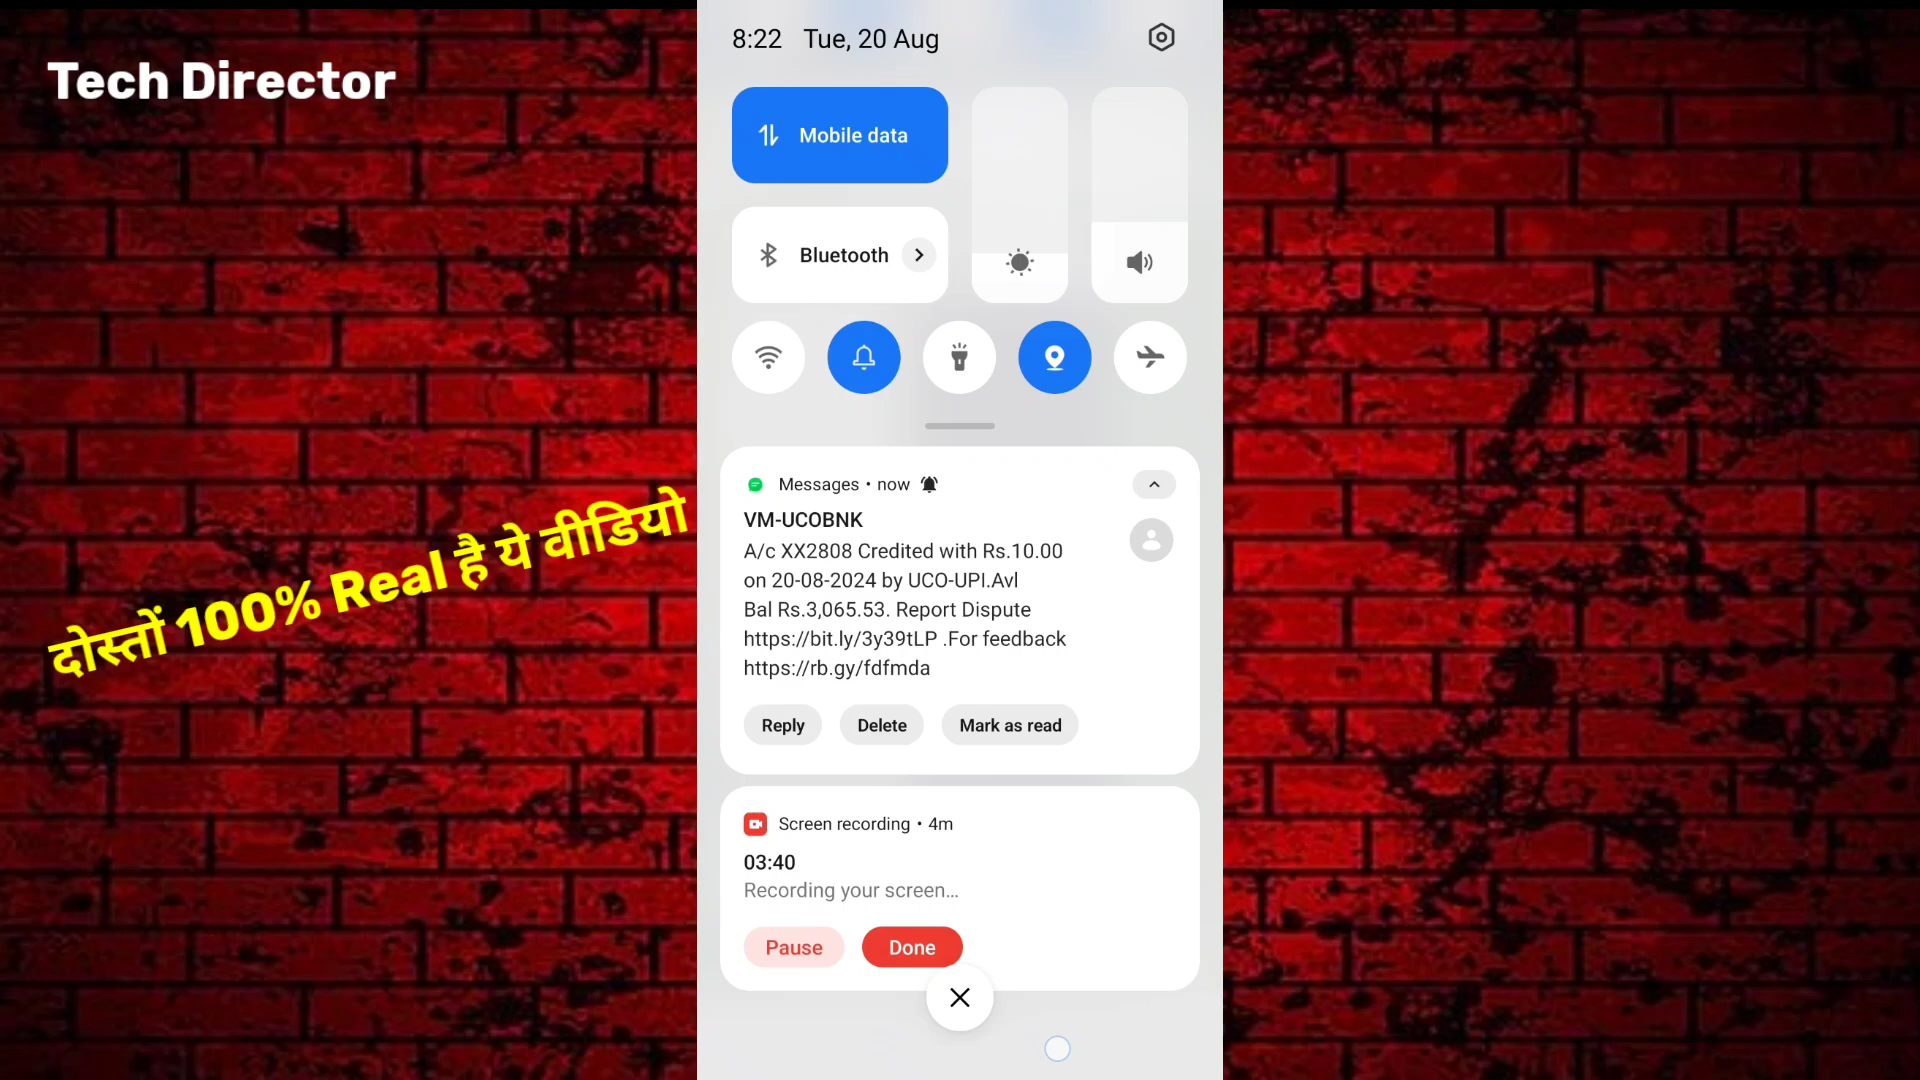 Tech Director
दोस्तों 100% Real है ये वीडियो
8:22 Tue, 20 Aug
Mobile data
Bluetooth
Messages • now
VM-UCOBNK
A/c XX2808 Credited with Rs.10.00
on 20-08-2024 by UCO-UPI.Avl
Bal Rs.3,065.53. Report Dispute
https://bit.ly/3y39tLP .For feedback
https://rb.gy/fdfmda
Reply Delete Mark as read
Screen recording • 4m
03:40
Recording your screen...
Pause Done